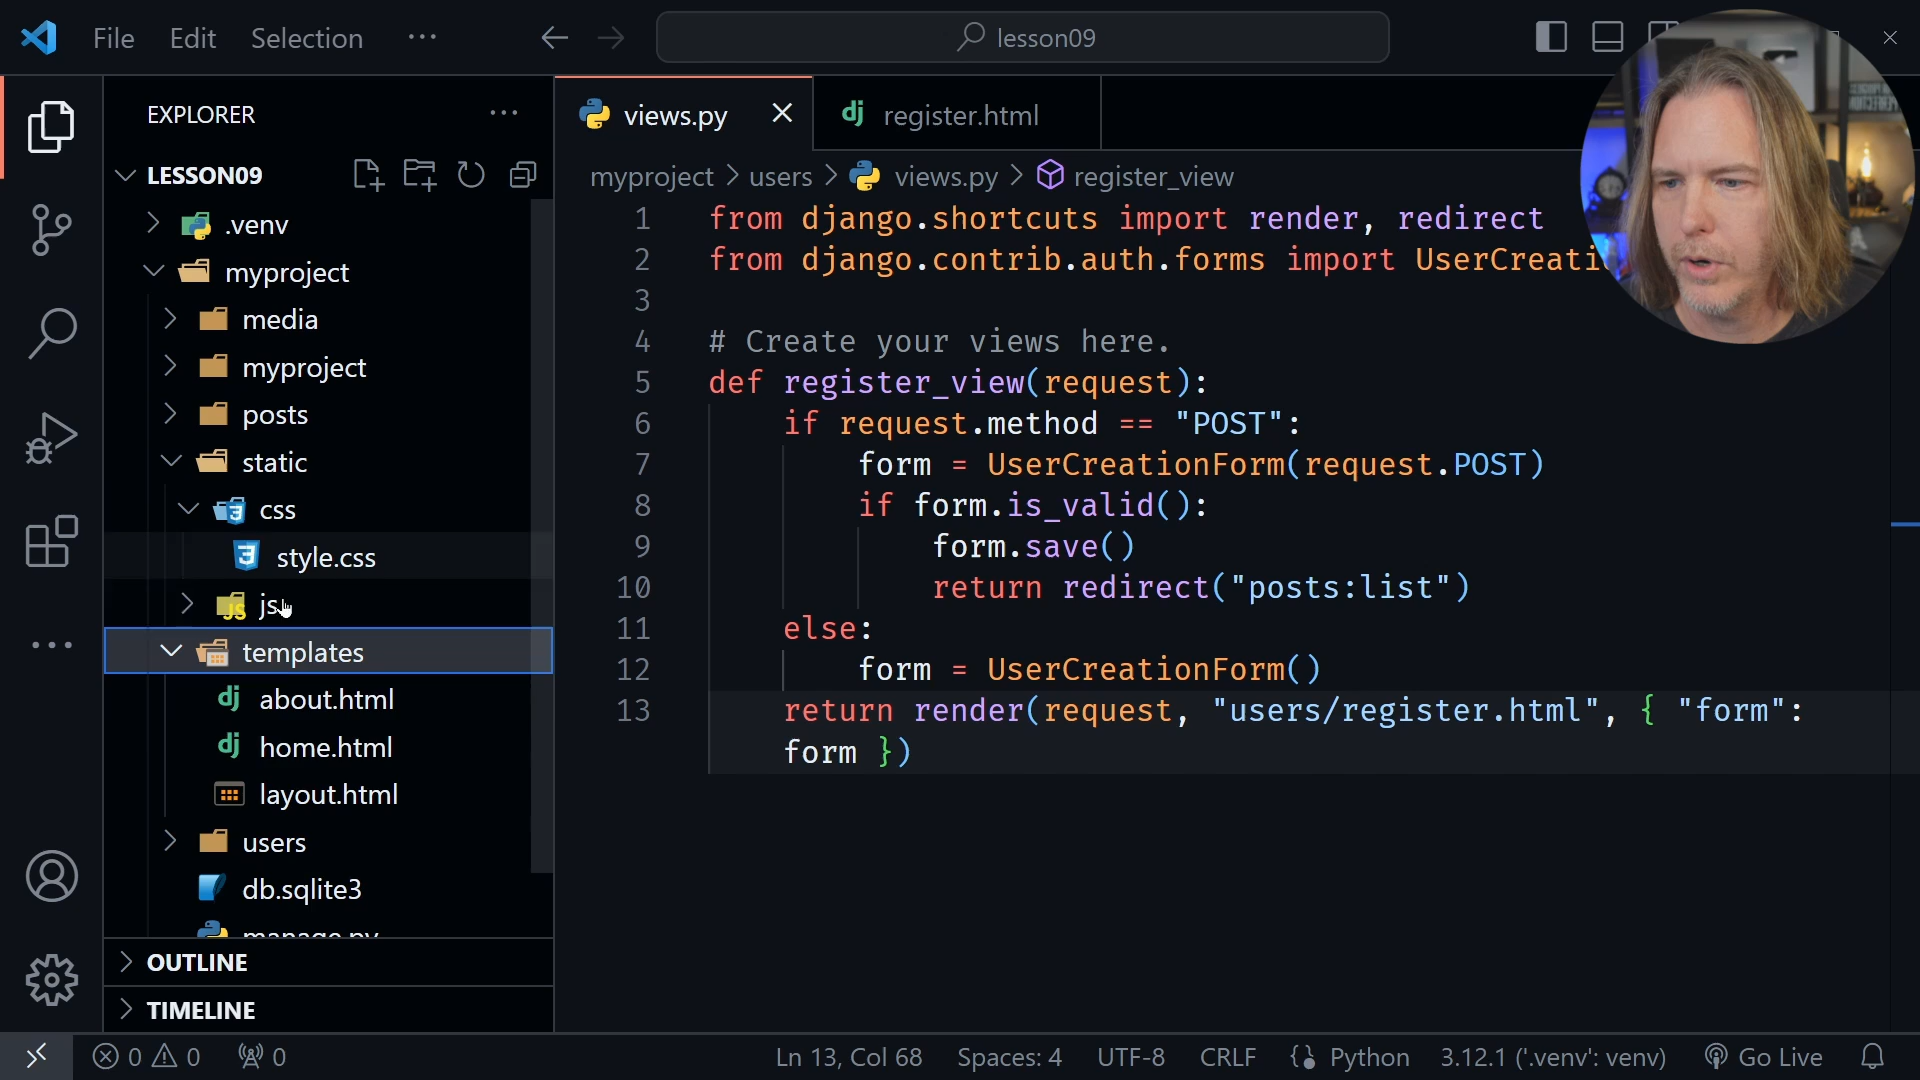 File Edit Selection ··· lesson09
EXPLORER ···
LESSON09
.venv
myproject
media
myproject
posts
static
css
style.css
js
templates
about.html
home.html
layout.html
users
db.sqlite3
manage.py
OUTLINE
TIMELINE
views.py register.html
myproject > users > views.py > register_view
1 from django.shortcuts import render, redirect
2 from django.contrib.auth.forms import
3
4 # Create your views here.
5 def register_view(request):
6 if request.method == "POST":
7 form = UserCreationForm(request.POST)
8 if form.is_valid():
9 form.save()
10 return redirect("posts:list")
11 else:
12 form = UserCreationForm()
13 return render(request, "users/register.html", { "form":
form })
0 0 0 Ln 13, Col 68 Spaces: 4 UTF-8 CRLF Python 3.12.1 ('.venv': venv) Go Live